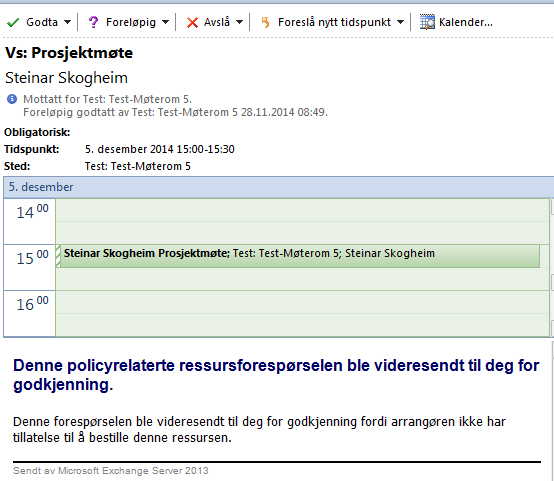 Godta Foreløpig Avslå Foreslå nytt tidspunkt Kalender...
Vs: Prosjektmøte
Steinar Skogheim
Mottatt for Test: Test-Møterom 5.
Foreløpig godtatt av Test: Test-Møterom 5 28.11.2014 08:49.
Obligatorisk:
Tidspunkt: 5. desember 2014 15:00-15:30
Sted: Test: Test-Møterom 5
5. desember
14 00
15 00
Steinar Skogheim Prosjektmøte; Test: Test-Møterom 5; Steinar Skogheim
16 00
Denne policyrelaterte ressursforespørselen ble videresendt til deg for
godkjenning.
Denne forespørselen ble videresendt til deg for godkjenning fordi arrangøren ikke har
tillatelse til å bestille denne ressursen.
Sendt av Microsoft Exchange Server 2013